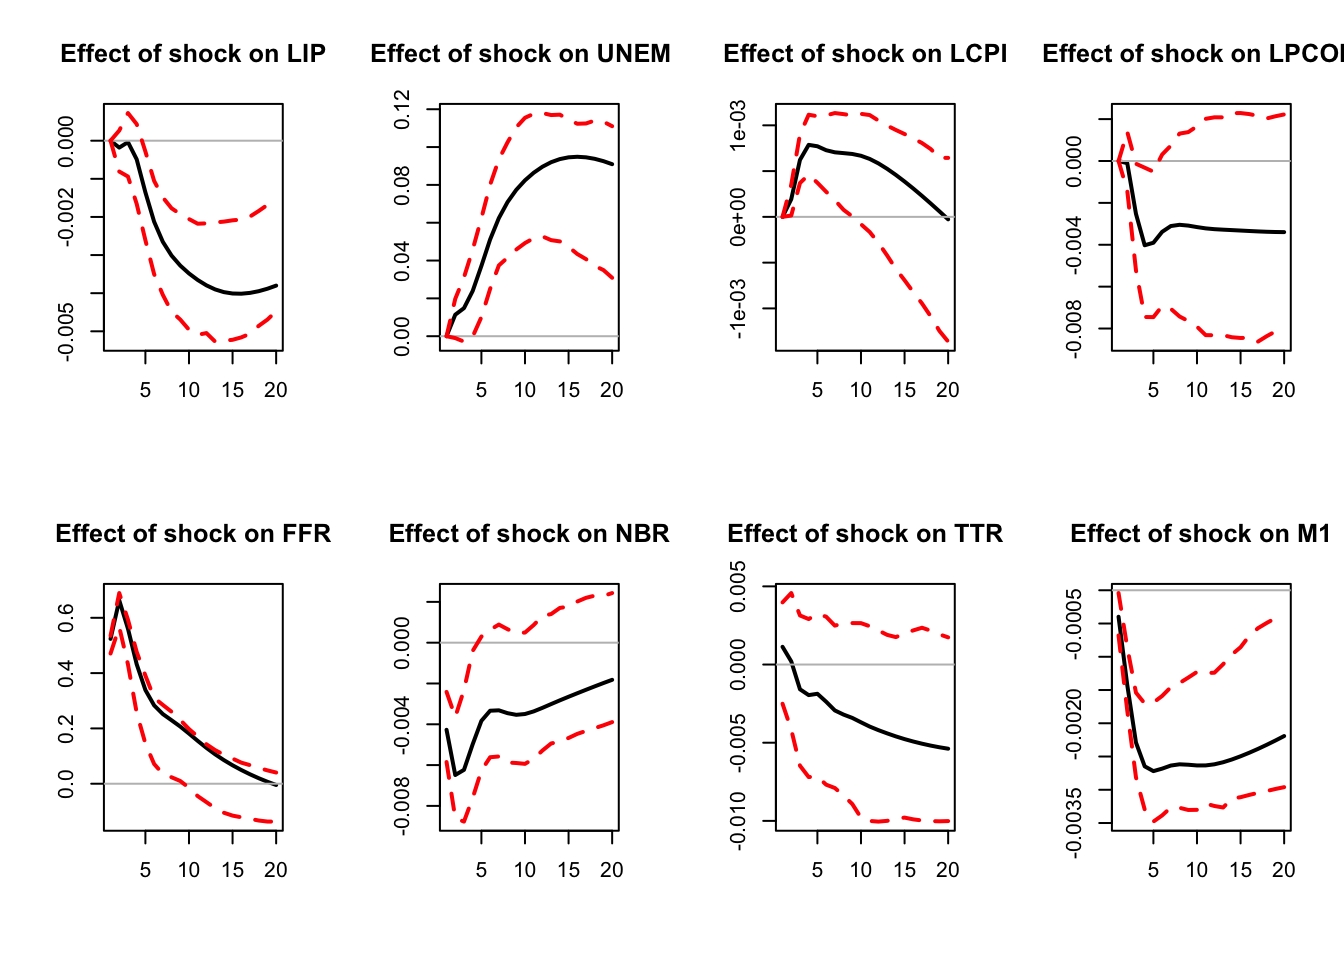 Effect of shock on LIP
Effect of shock on UNEM
Effect of shock on LCPI
Effect of shock on LPCO
0.000
-0.002
-0.005
5 10 15 20
0.12
0.08
0.04
0.00
5 10 15 20
1e-03
0e+00
-1e-03
5 10 15 20
0.000
-0.004
-0.008
5 10 15 20
Effect of shock on FFR
Effect of shock on NBR
Effect of shock on TTR
Effect of shock on M1
0.6
0.4
0.2
0.0
5 10 15 20
0.000
-0.004
-0.008
5 10 15 20
0.005
0.000
-0.005
-0.010
5 10 15 20
-0.0005
-0.0020
-0.0035
5 10 15 20